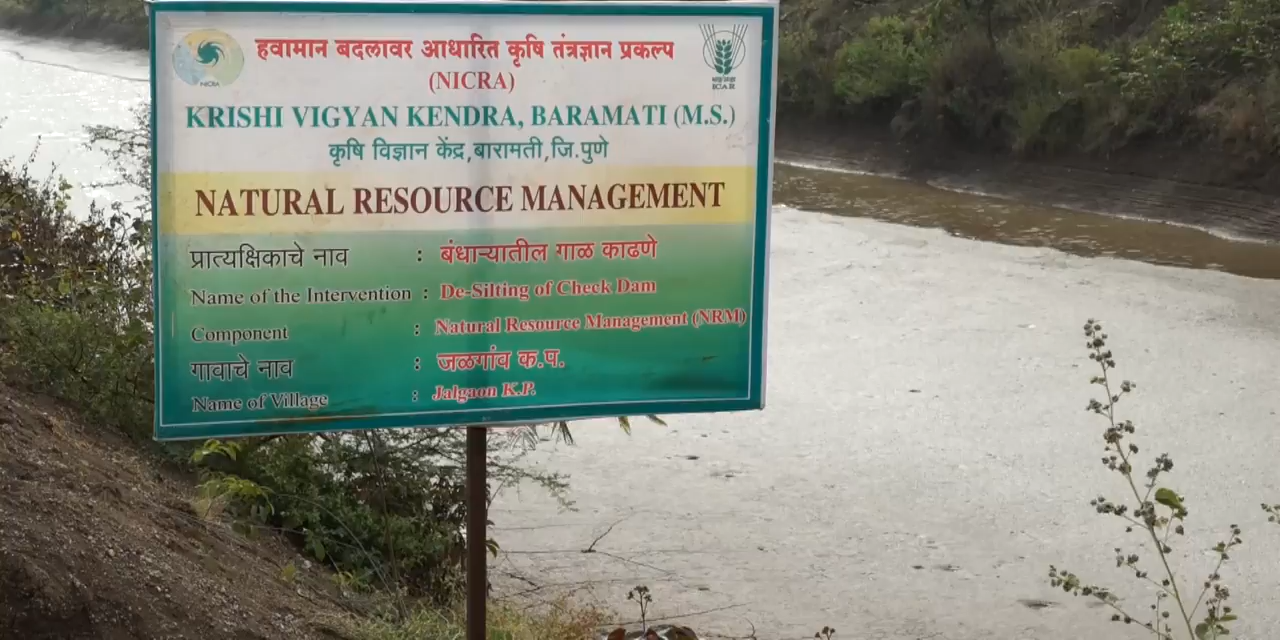 हवामान बदलावर आधारित कृषि तंत्रज्ञान प्रकल्प
(NICRA)
NICRA
ICAR
KRISHI VIGYAN KENDRA, BARAMATI (M.S.)
कृषि विज्ञान केंद्र,बारामती,जि.पुणे
NATURAL RESOURCE MANAGEMENT
प्रात्यक्षिकाचे नाव : बंधाऱ्यातील गाळ काढणे
Name of the Intervention : De-Silting of Check Dam
Component : Natural Resource Management (NRM)
गावाचे नाव : जळगांव क.प.
Name of Village : Jalgaon K.P.